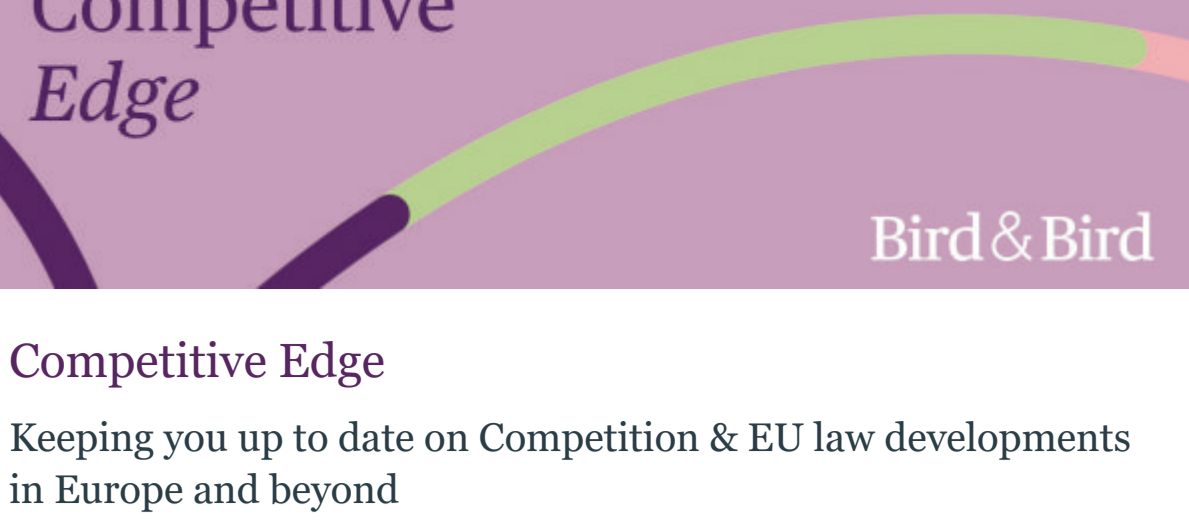 Competitive
Edge
Bird & Bird
Competitive Edge
Keeping you up to date on Competition & EU law developments
in Europe and beyond